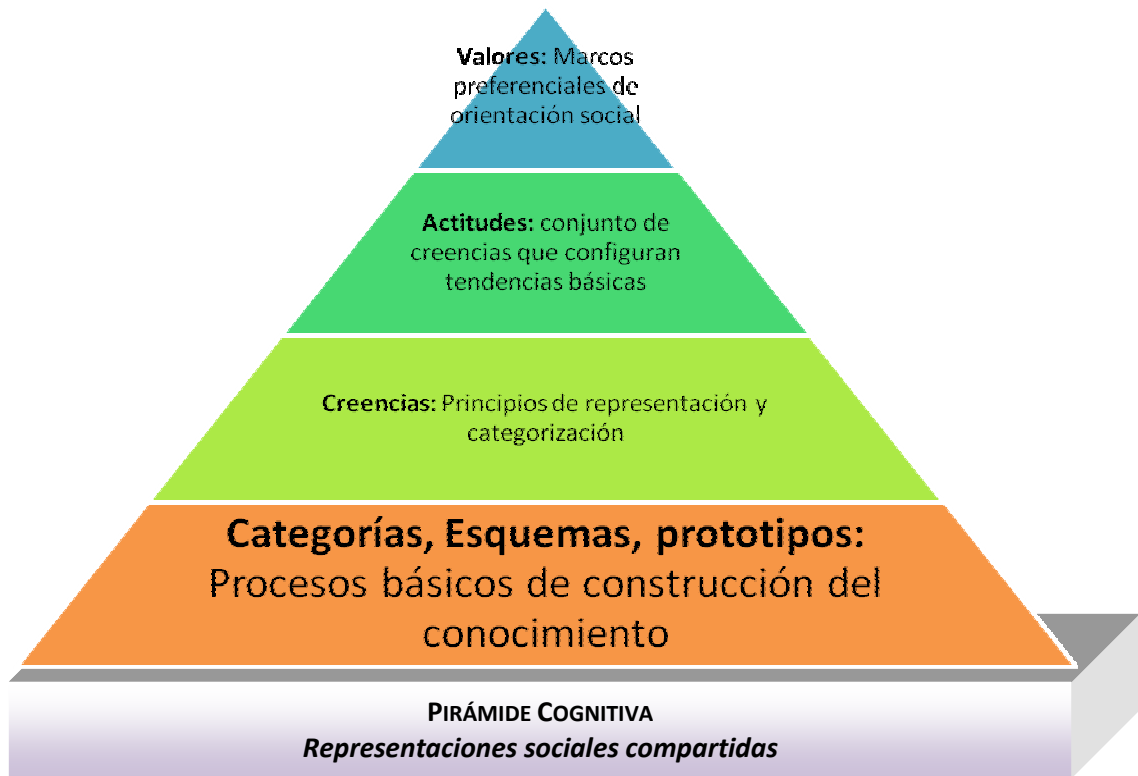 Valores: Marcos
preferenciales de
orientación social
Actitudes: conjunto de
creencias que configuran
tendencias básicas
Creencias: Principios de representación y
categorización
Categorías, Esquemas, prototipos:
Procesos básicos de construcción del
conocimiento
PIRÁMIDE COGNITIVA
Representaciones sociales compartidas